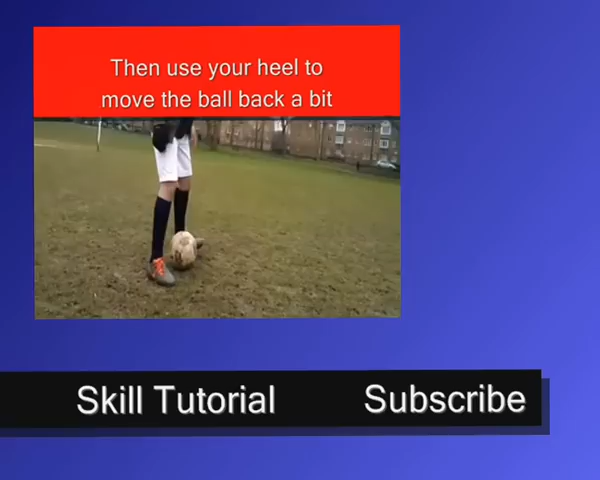 Then use your heel to
move the ball back a bit
Skill Tutorial
Subscribe